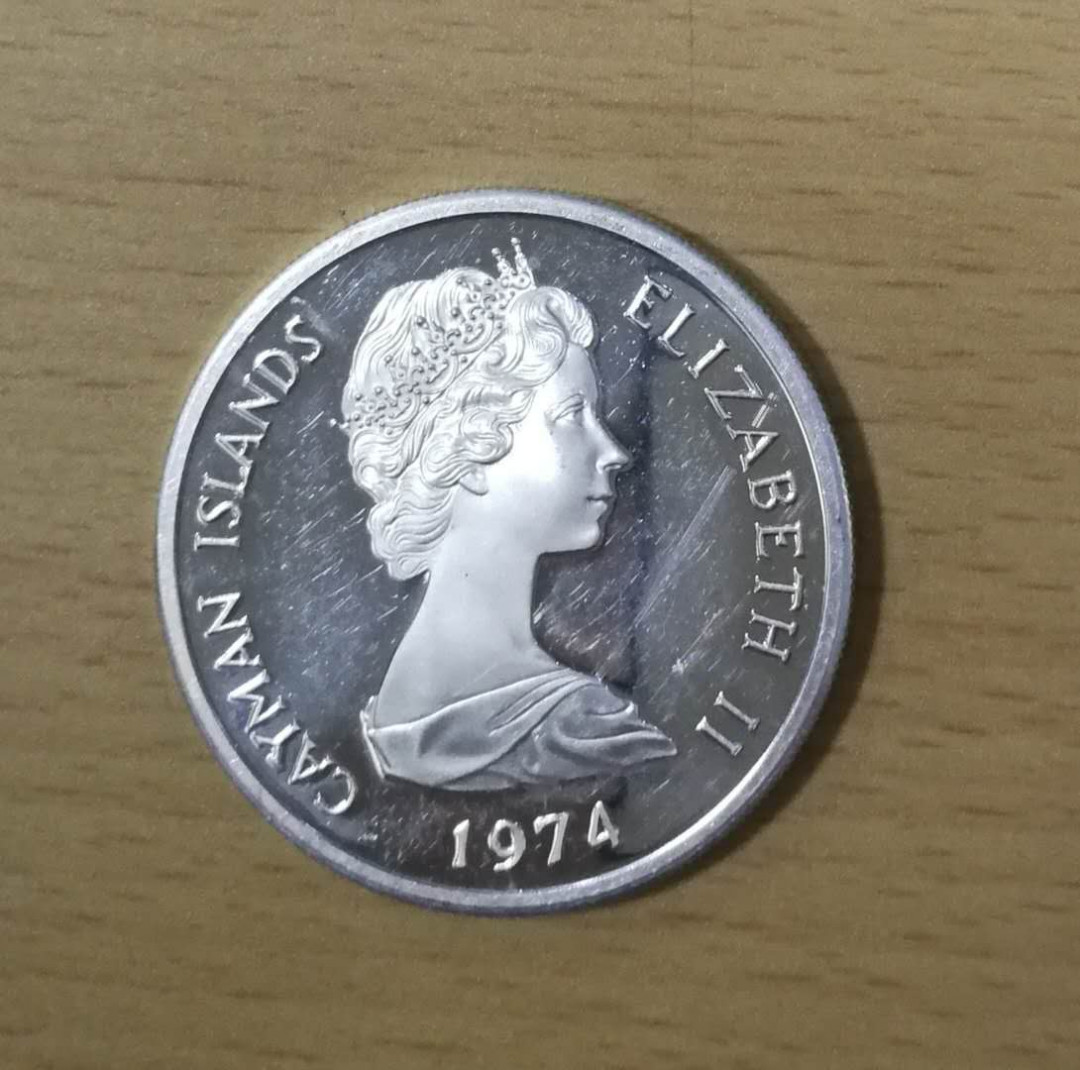 CAYMAN ISLANDS
ELIZABETH II
1974